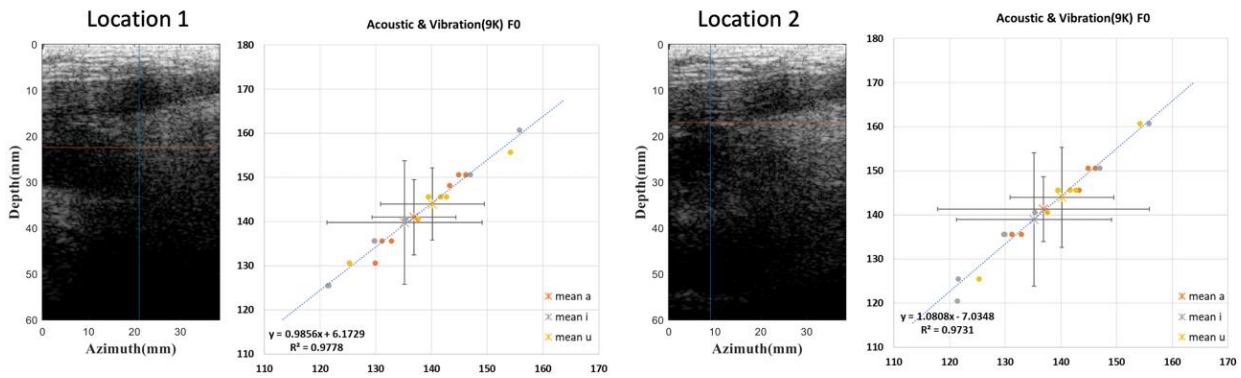 Location 1
Acoustic & Vibration(9K) F0
Depth(mm)
0
10
20
30
40
50
60
0 10 20 30
Azimuth(mm)
180
170
160
150
140
130
120
110
110 120 130 140 150 160 170
y = 0.9856x + 6.1729
R² = 0.9778
mean a
mean i
mean u
Location 2
Acoustic & Vibration(9K) F0
Depth(mm)
0
10
20
30
40
50
60
0 10 20 30
Azimuth(mm)
180
170
160
150
140
130
120
110
110 120 130 140 150 160 170
y = 1.0808x - 7.0348
R² = 0.9731
mean a
mean i
mean u